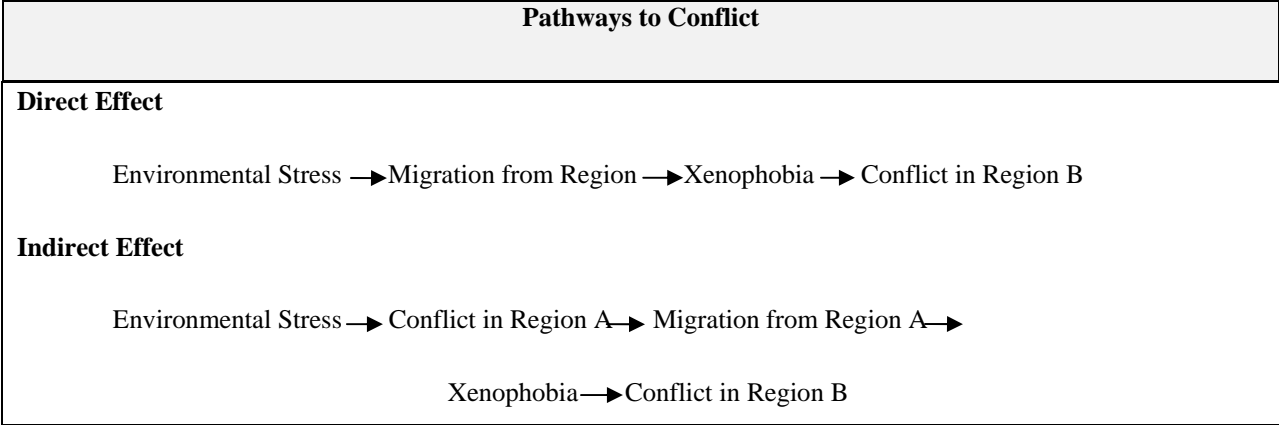 Pathways to Conflict
Direct Effect
Environmental Stress → Migration from Region → Xenophobia → Conflict in Region B
Indirect Effect
Environmental Stress → Conflict in Region A → Migration from Region A →
Xenophobia → Conflict in Region B